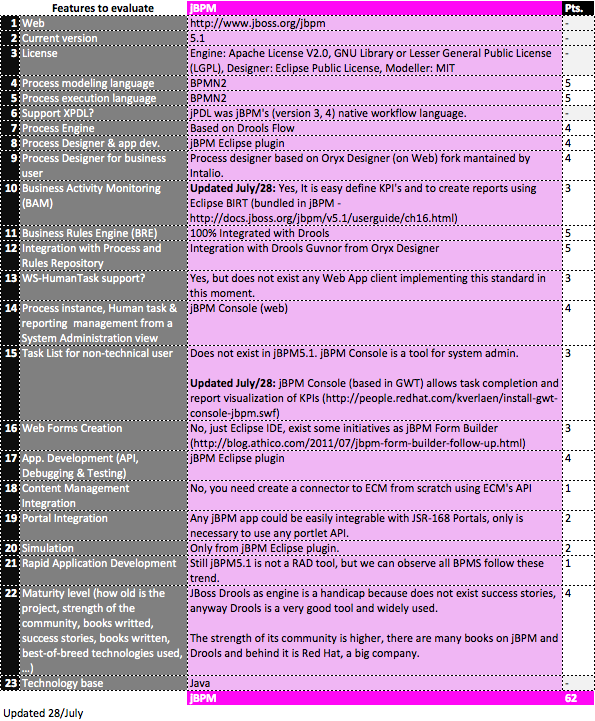 Features to evaluate jBPM Pts.
1 Web http://www.jboss.org/jbpm -
2 Current version 5.1 -
3 License Engine: Apache License V2.0, GNU Library or Lesser General Public License -
(LGPL), Designer: Eclipse Public License, Modeller: MIT
4 Process modeling language BPMN2 5
5 Process execution language BPMN2 5
6 Support XPDL? jPDL was jBPM's (version 3, 4) native workflow language. -
7 Process Engine Based on Drools Flow 4
8 Process Designer & app dev. jBPM Eclipse plugin 4
9 Process Designer for business Process designer based on Oryx Designer (on Web) fork mantained by 4
user Intalio.
10 Business Activity Monitoring Updated July/28: Yes, It is easy define KPI's and to create reports using 3
(BAM) Eclipse BIRT (bundled in jBPM -
http://docs.jboss.org/jbpm/v5.1/userguide/ch16.html)
11 Business Rules Engine (BRE) 100% Integrated with Drools 5
12 Integration with Process and Integration with Drools Guvnor from Oryx Designer 5
Rules Repository
13 WS-HumanTask support? Yes, but does not exist any Web App client implementing this standard in 3
this moment.
14 Process instance, Human task & jBPM Console (web) 4
reporting management from a
System Administration view
15 Task List for non-technical user Does not exist in jBPM5.1. jBPM Console is a tool for system admin. 3
Updated July/28: jBPM Console (based in GWT) allows task completion and
report visualization of KPIs (http://people.redhat.com/kverlaen/install-gwt-
console-jbpm.swf)
16 Web Forms Creation No, just Eclipse IDE, exist some initiatives as jBPM Form Builder 3
(http://blog.athico.com/2011/07/jbpm-form-builder-follow-up.html)
17 App. Development (API, jBPM Eclipse plugin 4
Debugging & Testing)
18 Content Management No, you need create a connector to ECM from scratch using ECM's API 1
Integration
19 Portal Integration Any jBPM app could be easily integrable with JSR-168 Portals, only is 2
necessary to use any portlet API.
20 Simulation Only from jBPM Eclipse plugin. 2
21 Rapid Application Development Still jBPM5.1 is not a RAD tool, but we can observe all BPMS follow these 1
trend.
22 Maturity level (how old is the JBoss Drools as engine is a handicap because does not exist success stories, 4
project, strength of the anyway Drools is a very good tool and widely used.
community, books writted,
success stories, books written, The strength of its community is higher, there are many books on jBPM and
best-of-breed technologies used, Drools and behind it is Red Hat, a big company.
...)
23 Technology base Java -
jBPM 62
Updated 28/July